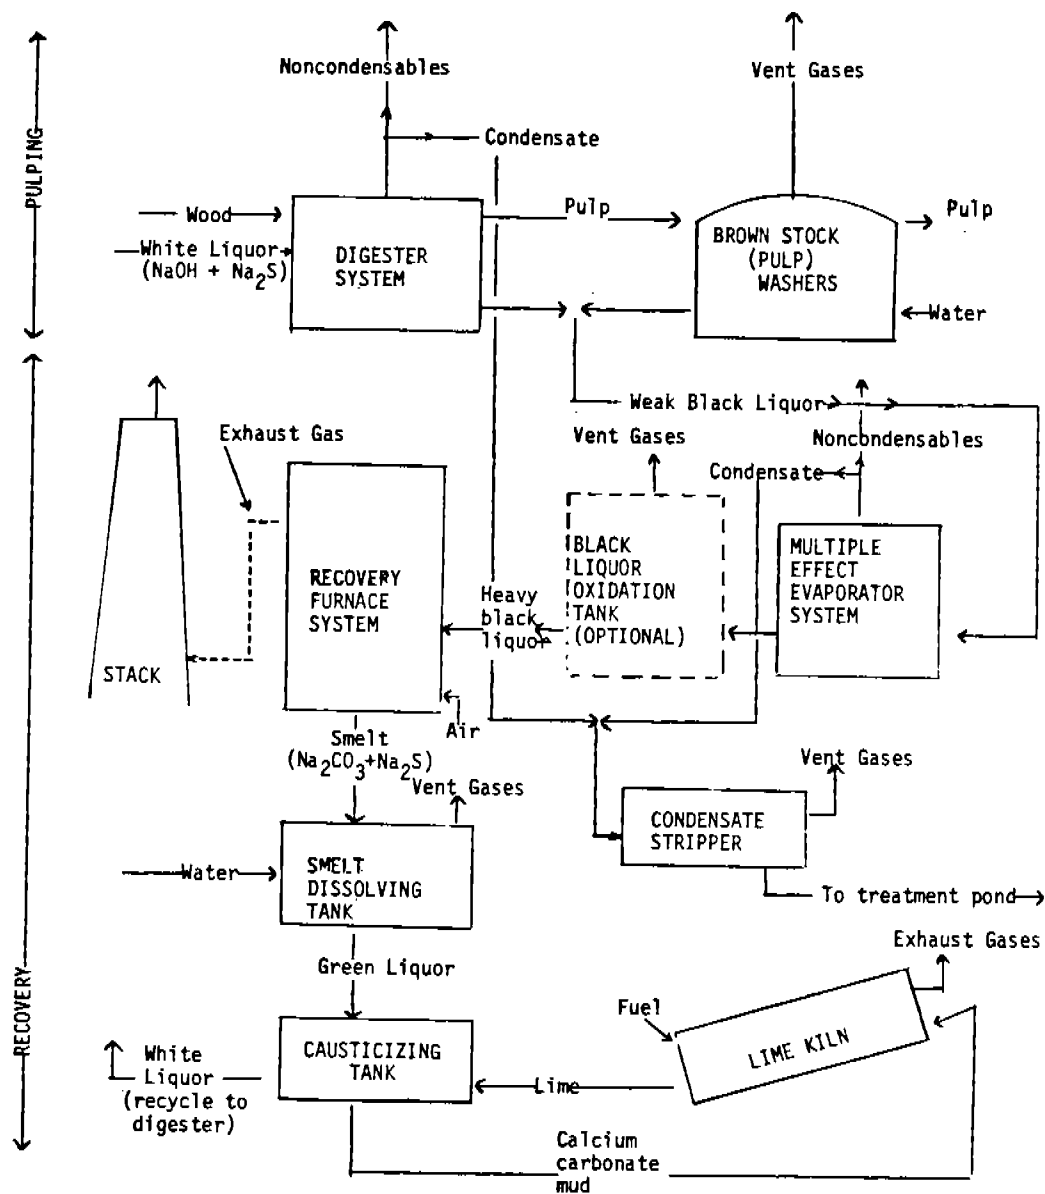 Noncondensables
Vent Gases
PULPING
Condensate
Wood
Pulp
Pulp
White Liquor
(NaOH + Na2S)
DIGESTER
SYSTEM
BROWN STOCK
(PULP)
WASHERS
Water
Weak Black Liquor
Exhaust Gas
Vent Gases
Noncondensables
Condensate
RECOVERY
FURNACE
SYSTEM
Heavy
black
liquor
BLACK
LIQUOR
OXIDATION
TANK
(OPTIONAL)
MULTIPLE
EFFECT
EVAPORATOR
SYSTEM
STACK
Air
Smelt
(Na2CO3+Na2S)
Vent Gases
Vent Gases
CONDENSATE
STRIPPER
Water
SMELT
DISSOLVING
TANK
To treatment pond
Exhaust Gases
Green Liquor
RECOVERY
Fuel
LIME KILN
CAUSTICIZING
TANK
White
Liquor
(recycle to
digester)
Lime
Calcium
carbonate
mud